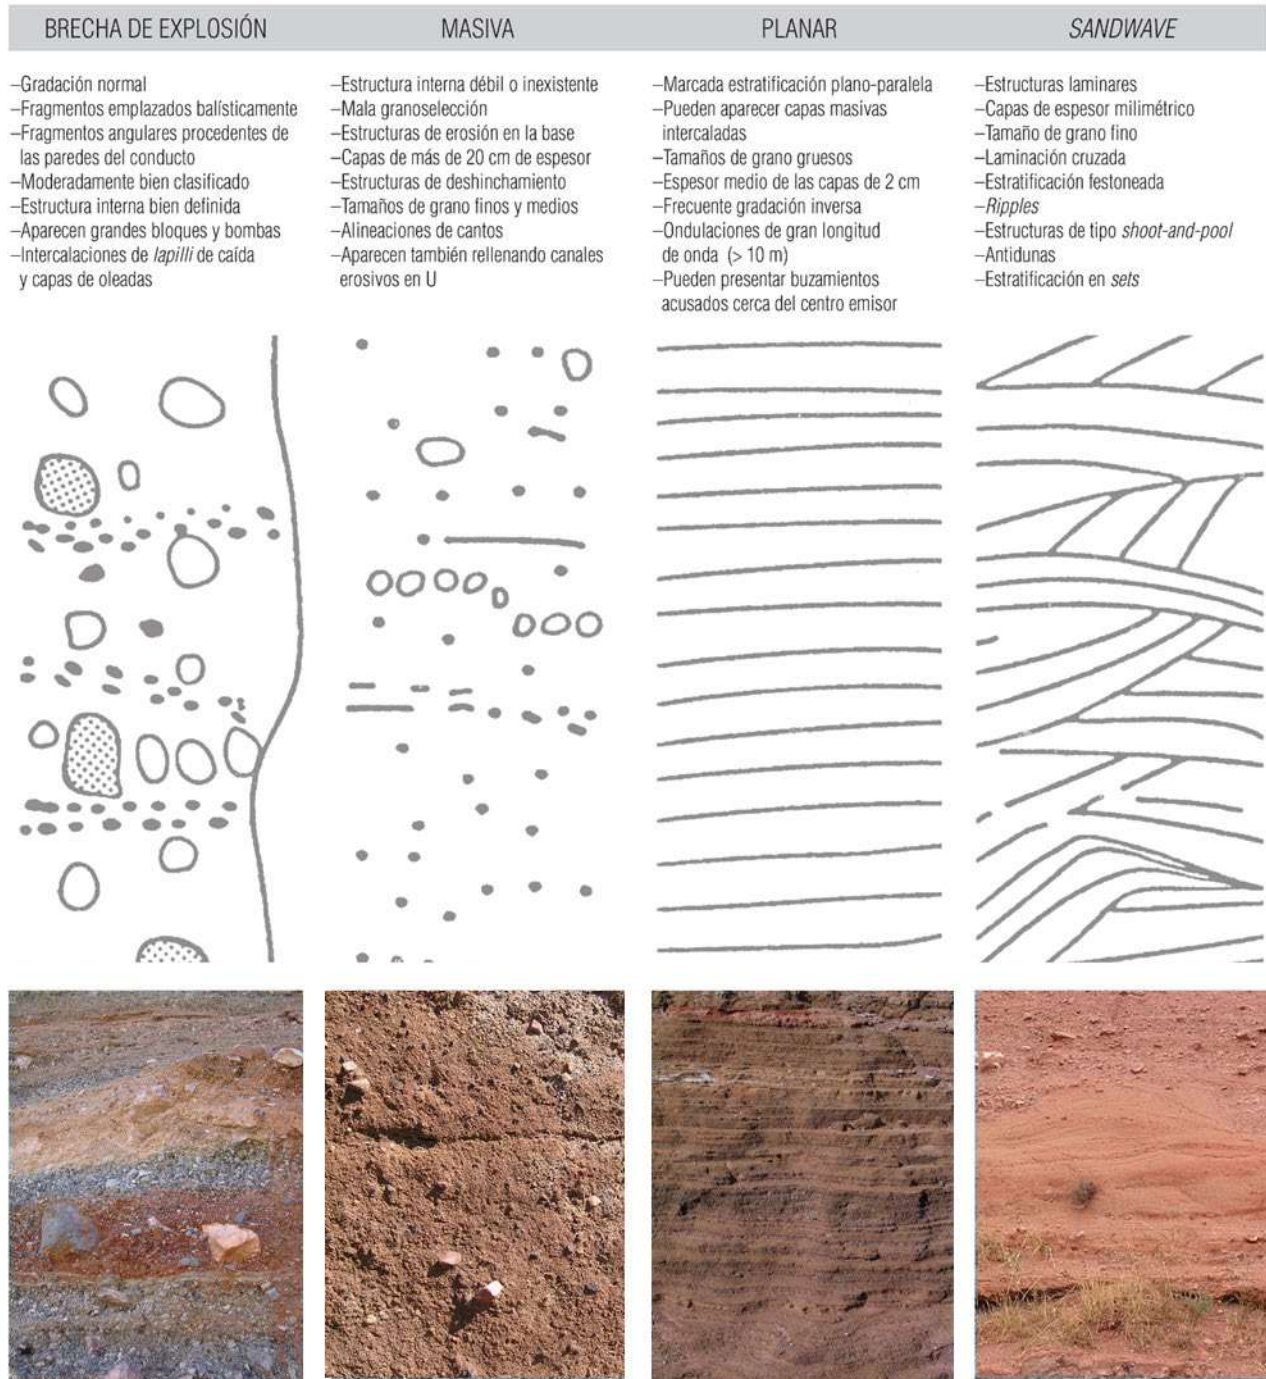 BRECHA DE EXPLOSIÓN
–Gradación normal
–Fragmentos emplazados balísticamente
–Fragmentos angulares procedentes de
las paredes del conducto
–Moderadamente bien clasificado
–Estructura interna bien definida
–Aparecen grandes bloques y bombas
–Intercalaciones de lapilli de caída
y capas de oleadas
MASIVA
–Estructura interna débil o inexistente
–Mala granoselección
–Estructuras de erosión en la base
–Capas de más de 20 cm de espesor
–Estructuras de deshinchamiento
–Tamaños de grano finos y medios
–Alineaciones de cantos
–Aparecen también rellenando canales
erosivos en U
PLANAR
–Marcada estratificación plano-paralela
–Pueden aparecer capas masivas
intercaladas
–Tamaños de grano gruesos
–Espesor medio de las capas de 2 cm
–Frecuente gradación inversa
–Ondulaciones de gran longitud
de onda (> 10 m)
–Pueden presentar buzamientos
acusados cerca del centro emisor
SANDWAVE
–Estructuras laminares
–Capas de espesor milimétrico
–Tamaño de grano fino
–Laminación cruzada
–Estratificación festoneada
–Ripples
–Estructuras de tipo shoot-and-pool
–Antidunas
–Estratificación en sets